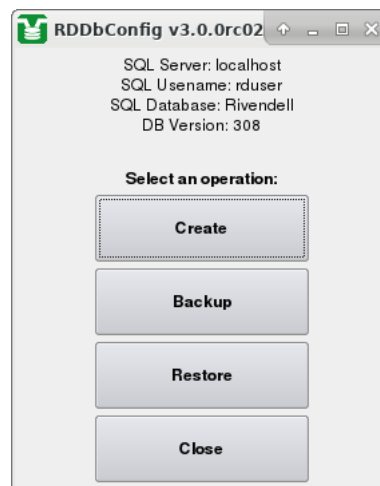 RDDbConfig v3.0.0rc02
SQL Server: localhost
SQL Usename: rduser
SQL Database: Rivendell
DB Version: 308
Select an operation:
Create
Backup
Restore
Close